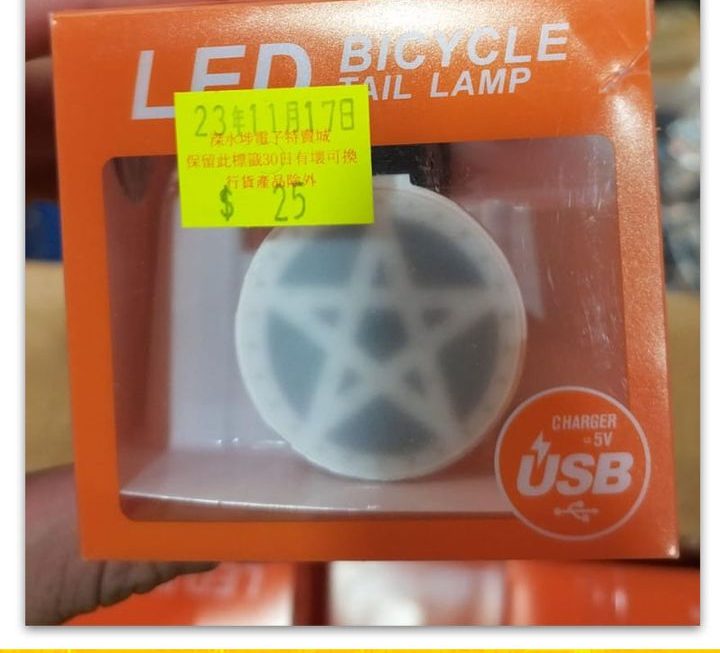 LED BICYCLE
TAIL LAMP
23年11月17日
深水埗電子特賣城
保留此標籤30日有壞可換
行貨產品除外
$ 25
CHARGER
5V
USB
LED